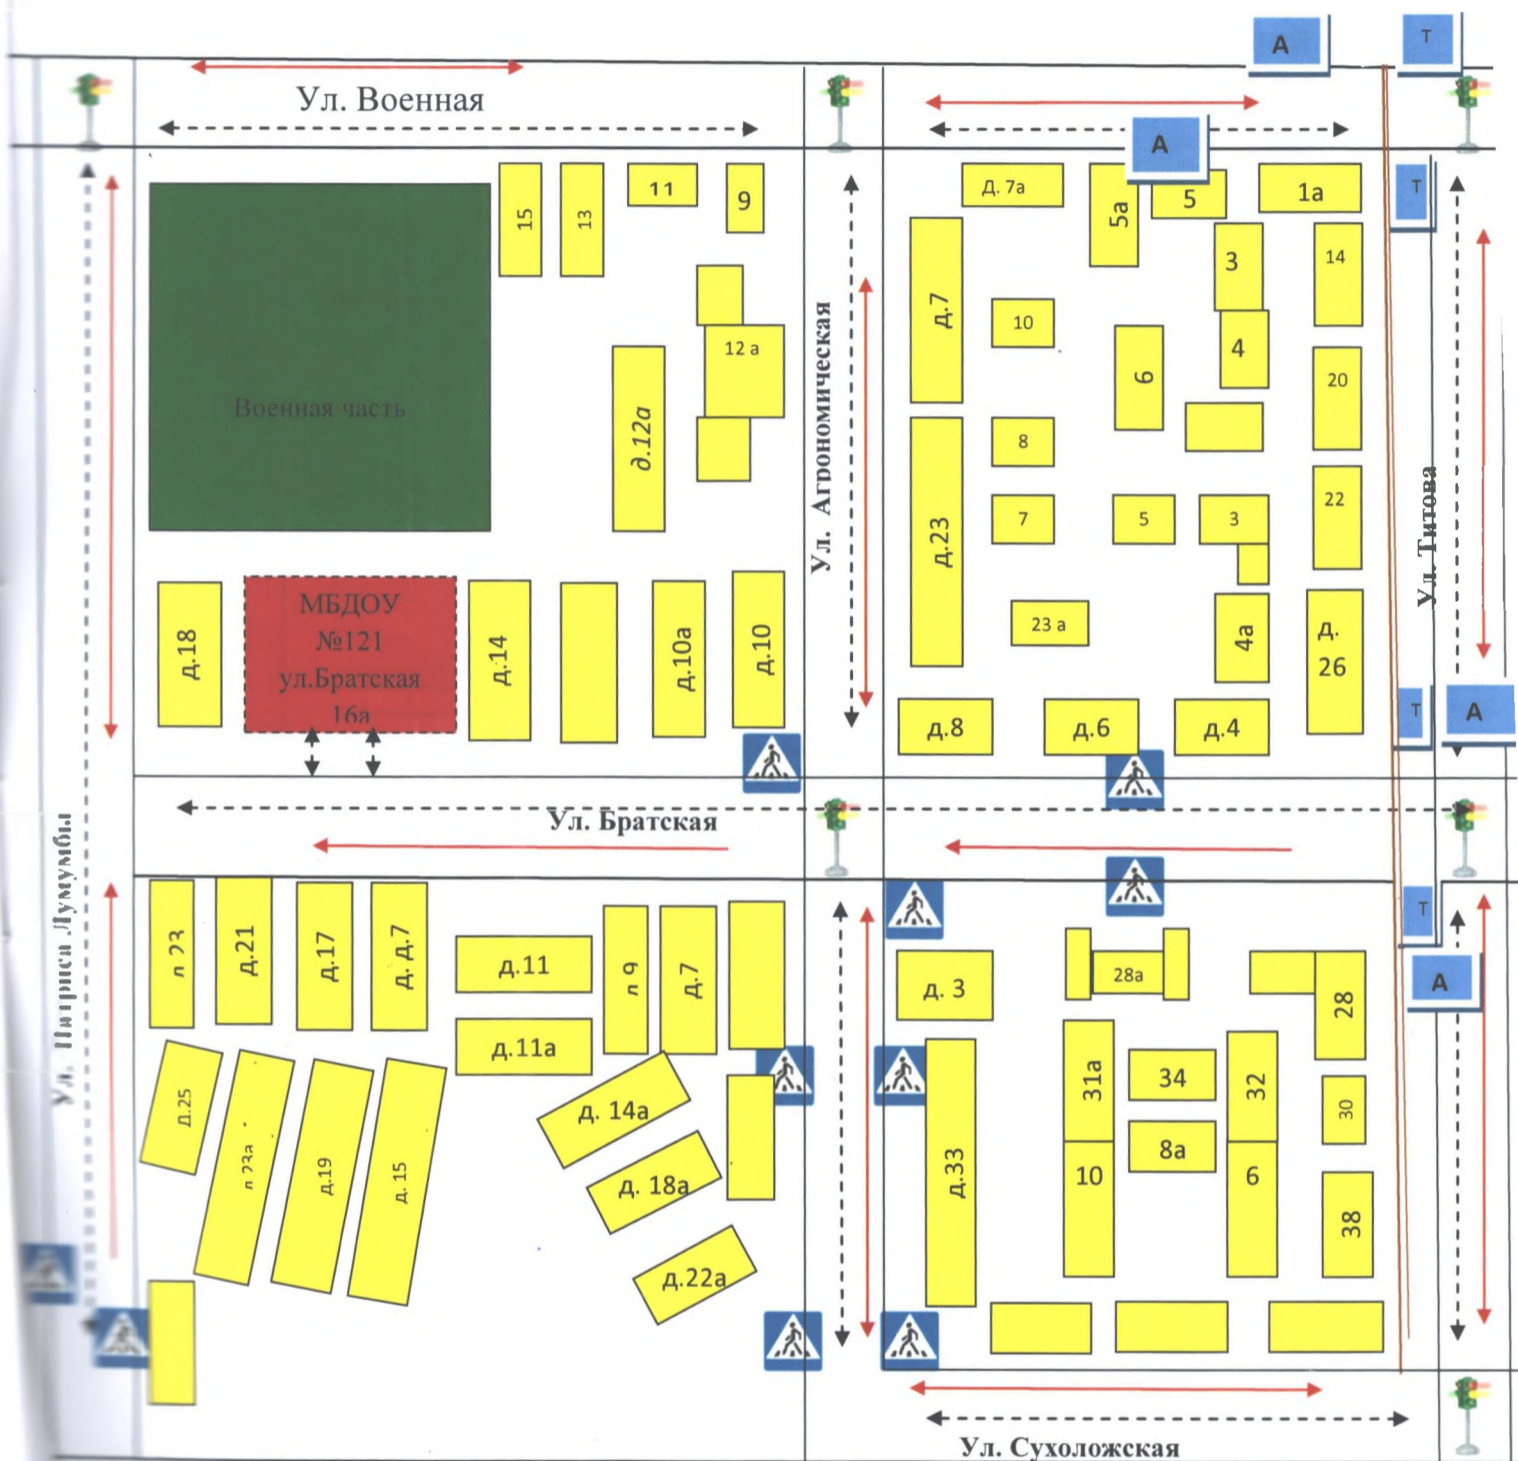 А
Т
Ул. Военная
А
15
13
11
9
Д. 7а
5а
5
1а
Т
3
14
д.7
10
12 а
6
4
20
Военная часть
д.12а
Ул. Агрономическая
8
22
Ул. Титова
д.23
7
5
3
МБДОУ
№121
ул.Братская
16а
д.18
д.14
д.10а
д.10
23 а
4а
д.
26
д.8
д.6
д.4
Т
А
Ул. Братская
Ул. Патриса Лумумбы
д.21
д.17
д. д.7
д.11
д.7
д.11а
д. 3
28а
28
Т
А
д.25
д.19
д. 15
д. 14а
д. 18а
д.22а
д.33
31а
34
32
30
10
8а
6
38
Ул. Сухоложская